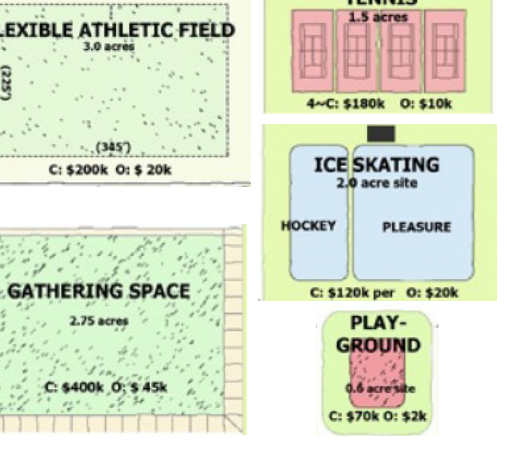 LEXIBLE ATHLETIC FIELD
3.0 acres
(225')
(345')
C: $200k O: $ 20k
TENNIS
1.5 acres
4~C: $180k O: $10k
ICE SKATING
2.0 acre site
HOCKEY
PLEASURE
C: $120k per O: $20k
GATHERING SPACE
2.75 acres
C: $400k O: $ 45k
PLAY-
GROUND
0.6 acre site
C: $70k O: $2k